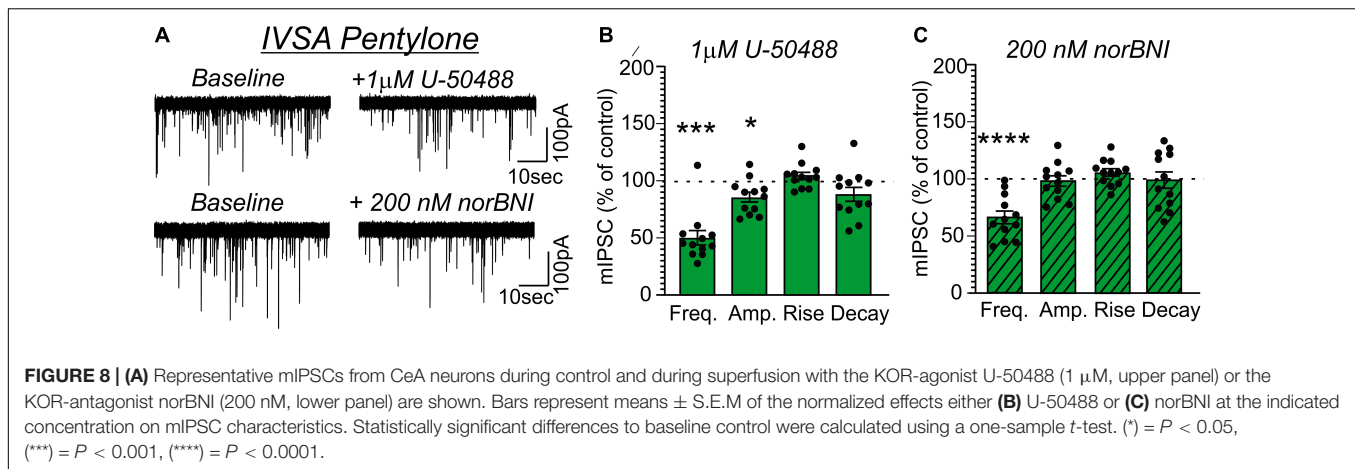 A
IVSA Pentylone
Baseline
+1μM U-50488
100pA
10sec
Baseline
+ 200 nM norBNI
100pA
10sec
B
1μM U-50488
mIPSC (% of control)
200
150
100
50
0
***
*
Freq. Amp. Rise Decay
C
200 nM norBNI
mIPSC (% of control)
200
150
100
50
0
****
Freq. Amp. Rise Decay
FIGURE 8 | (A) Representative mIPSCs from CeA neurons during control and during superfusion with the KOR-agonist U-50488 (1 μM, upper panel) or the
KOR-antagonist norBNI (200 nM, lower panel) are shown. Bars represent means ± S.E.M of the normalized effects either (B) U-50488 or (C) norBNI at the indicated
concentration on mIPSC characteristics. Statistically significant differences to baseline control were calculated using a one-sample t-test. (*) = P < 0.05,
(***) = P < 0.001, (****) = P < 0.0001.